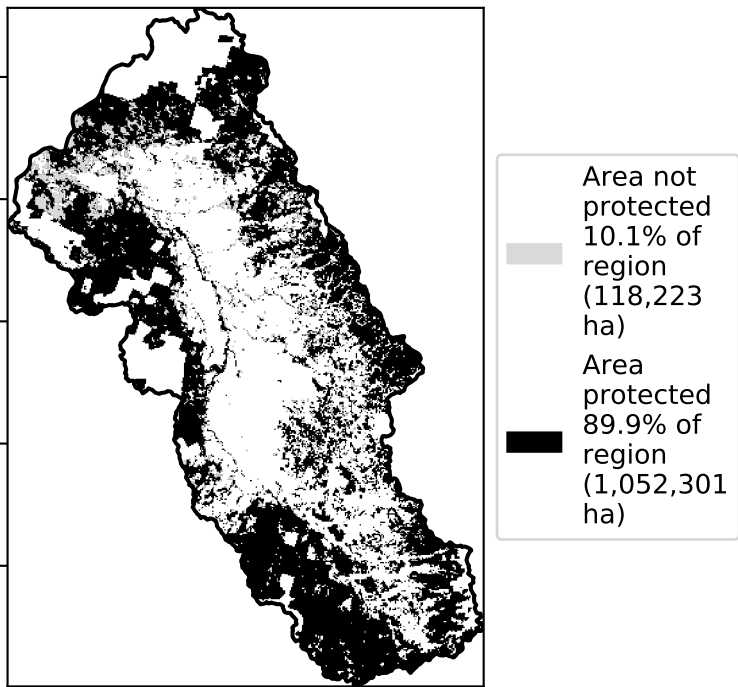 Area not
protected
10.1% of
region
(118,223
ha)
Area
protected
89.9% of
region
(1,052,301
ha)